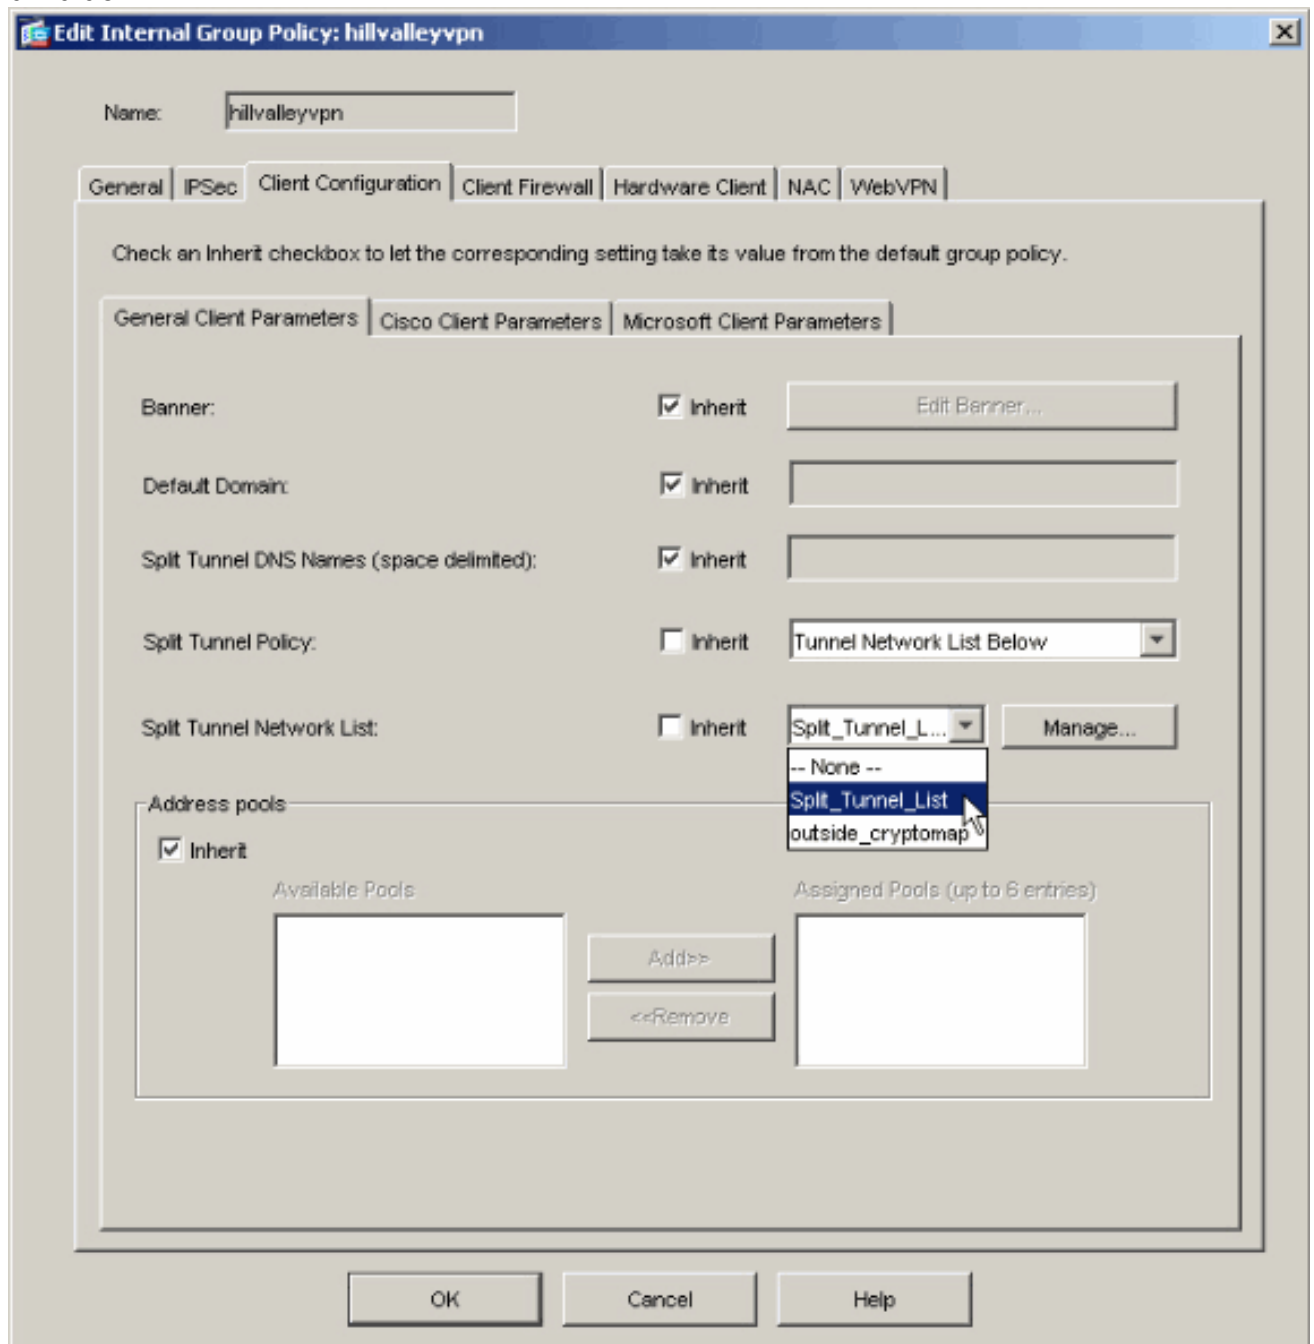 Edit Internal Group Policy: hillvalleyvpn
Name: hillvalleyvpn
General IPSec Client Configuration Client Firewall Hardware Client NAC WebVPN
Check an Inherit checkbox to let the corresponding setting take its value from the default group policy.
General Client Parameters Cisco Client Parameters Microsoft Client Parameters
Banner: Inherit Edit Banner...
Default Domain: Inherit
Split Tunnel DNS Names (space delimited): Inherit
Split Tunnel Policy: Inherit Tunnel Network List Below
Split Tunnel Network List: Inherit Split_Tunnel_L... Manage...
-- None --
Split_Tunnel_List
outside_cryptomap
Address pools
Inherit
Available Pools Assigned Pools (up to 6 entries)
Add>>
<<Remove
OK Cancel Help